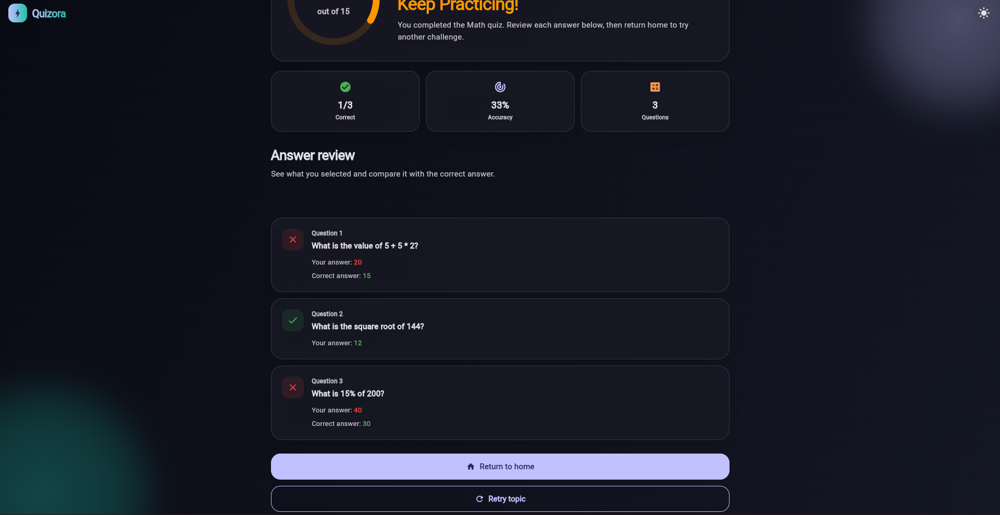 Quizora
out of 15
Keep Practicing!
You completed the Math quiz. Review each answer below, then return home to try
another challenge.
1/3
Correct
33%
Accuracy
3
Questions
Answer review
See what you selected and compare it with the correct answer.
Question 1
What is the value of 5 + 5 * 2?
Your answer: 20
Correct answer: 15
Question 2
What is the square root of 144?
Your answer: 12
Question 3
What is 15% of 200?
Your answer: 40
Correct answer: 30
Return to home
Retry topic